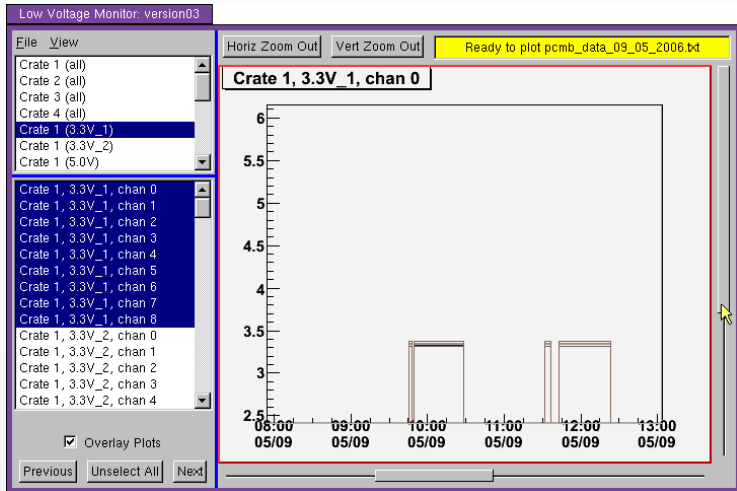 Low Voltage Monitor: version03
File View
Crate 1 (all)
Crate 2 (all)
Crate 3 (all)
Crate 4 (all)
Crate 1 (3.3V_1)
Crate 1 (3.3V_2)
Crate 1 (5.0V)
Crate 1, 3.3V_1, chan 0
Crate 1, 3.3V_1, chan 1
Crate 1, 3.3V_1, chan 2
Crate 1, 3.3V_1, chan 3
Crate 1, 3.3V_1, chan 4
Crate 1, 3.3V_1, chan 5
Crate 1, 3.3V_1, chan 6
Crate 1, 3.3V_1, chan 7
Crate 1, 3.3V_1, chan 8
Crate 1, 3.3V_2, chan 0
Crate 1, 3.3V_2, chan 1
Crate 1, 3.3V_2, chan 2
Crate 1, 3.3V_2, chan 3
Crate 1, 3.3V_2, chan 4
Overlay Plots
Previous Unselect All Next
Horiz Zoom Out Vert Zoom Out Ready to plot pcmb_data_09_05_2006.txt
Crate 1, 3.3V_1, chan 0
6
5.5
5
4.5
4
3.5
3
2.5
08:00 09:00 10:00 11:00 12:00 13:00
05/09 05/09 05/09 05/09 05/09 05/09